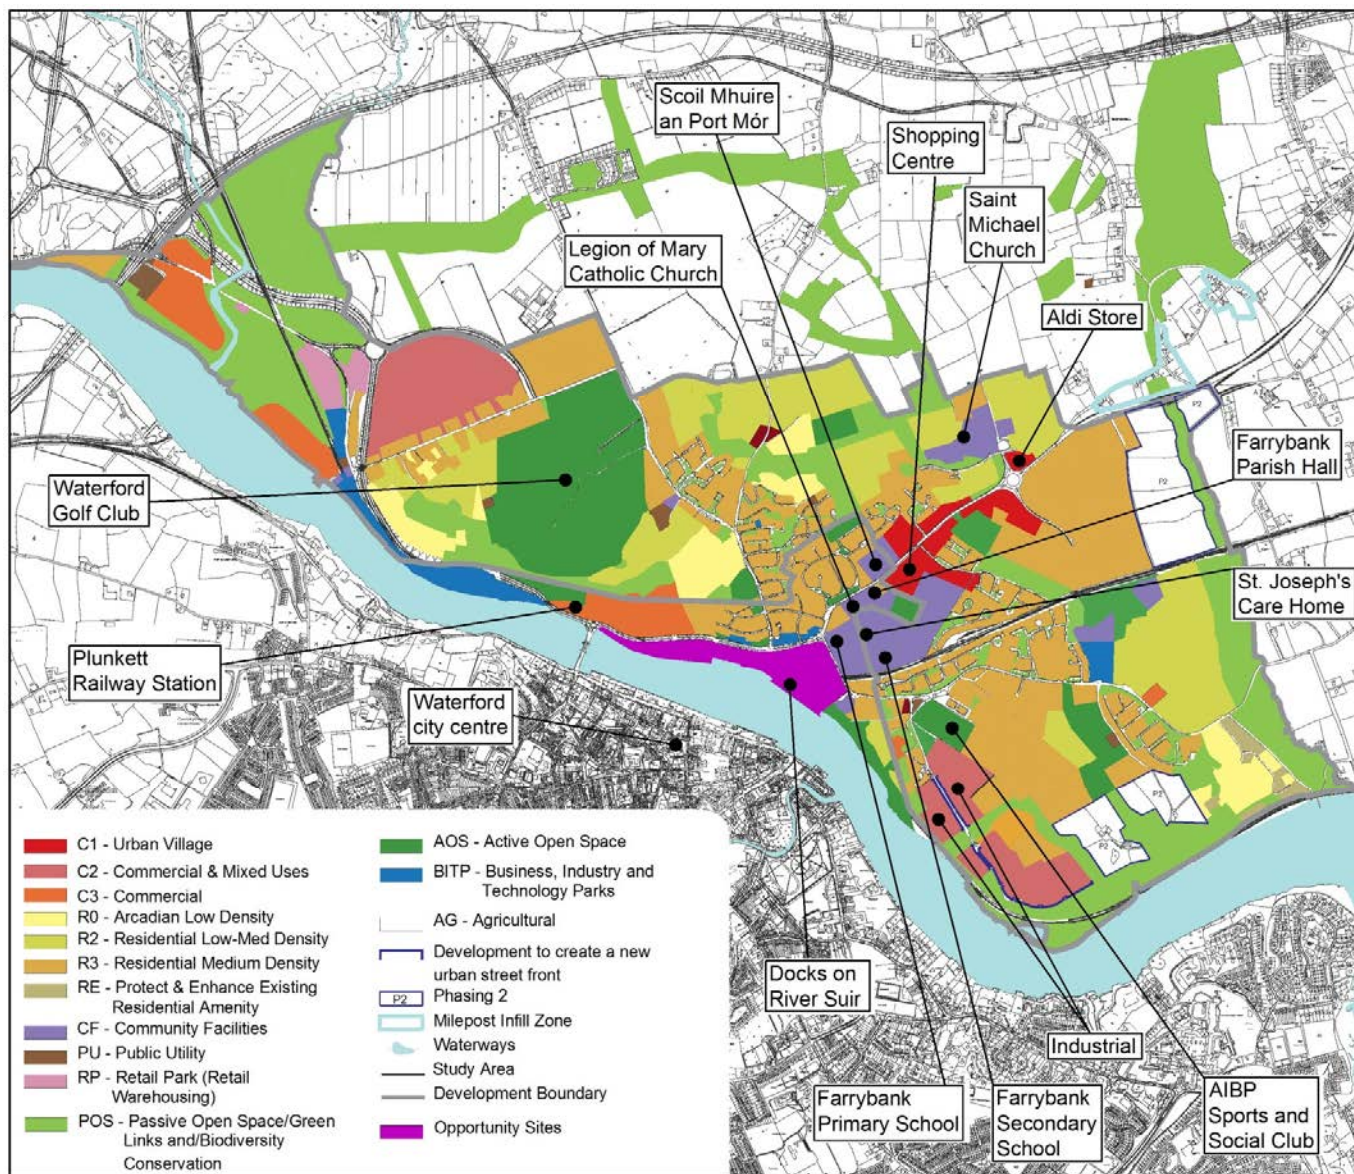 Scoil Mhuire
an Port Mór
Shopping
Centre
Saint
Michael
Church
Legion of Mary
Catholic Church
Aldi Store
Farrybank
Parish Hall
Waterford
Golf Club
St. Joseph's
Care Home
Plunkett
Railway Station
Waterford
city centre
P2
P2
P2
P2
Docks on
River Suir
Industrial
Farrybank
Primary School
Farrybank
Secondary
School
AIBP
Sports and
Social Club
C1 - Urban Village
C2 - Commercial & Mixed Uses
C3 - Commercial
R0 - Arcadian Low Density
R2 - Residential Low-Med Density
R3 - Residential Medium Density
RE - Protect & Enhance Existing
Residential Amenity
CF - Community Facilities
PU - Public Utility
RP - Retail Park (Retail
Warehousing)
POS - Passive Open Space/Green
Links and/Biodiversity
Conservation
AOS - Active Open Space
BITP - Business, Industry and
Technology Parks
AG - Agricultural
Development to create a new
urban street front
P2
Phasing 2
Milepost Infill Zone
Waterways
Study Area
Development Boundary
Opportunity Sites